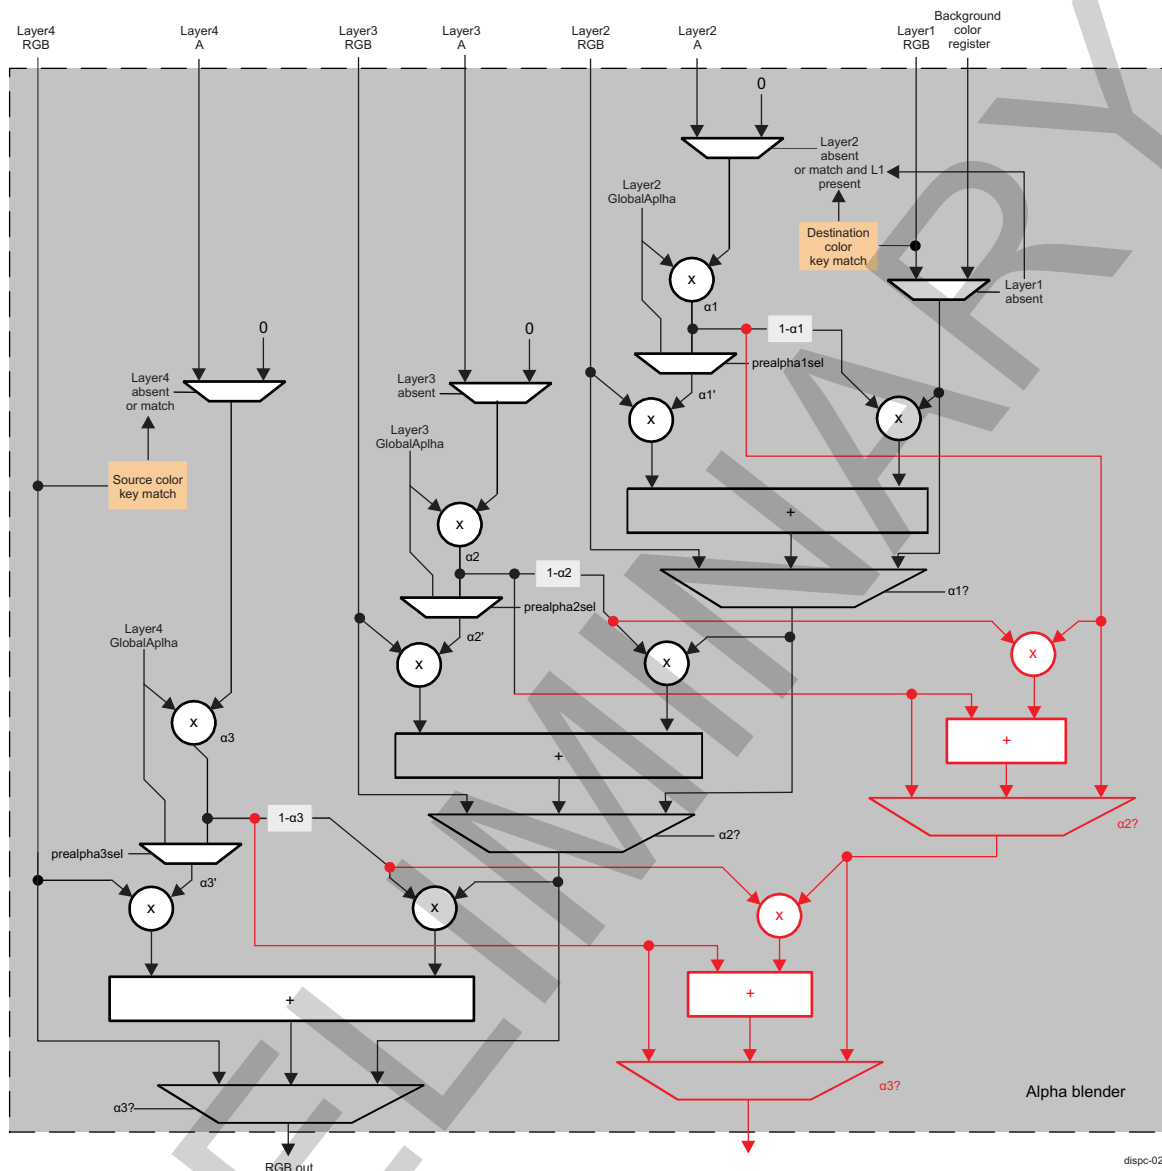 Layer4
RGB
Layer4
A
Layer3
RGB
Layer3
A
Layer2
RGB
Layer2
A
Layer1
RGB
Background
color
register
0
Layer2
absent
or match and L1
present
Layer2
GlobalAplha
Destination
color
key match
x
Layer1
absent
α1
0
0
1-α1
prealpha1sel
Layer4
absent
or match
Layer3
absent
α1'
x
x
Layer3
GlobalAplha
Source color
key match
+
x
α2
1-α2
α1?
prealpha2sel
Layer4
GlobalAplha
α2'
x
x
x
x
α3
+
+
1-α3
α2?
α2?
prealpha3sel
α3'
x
x
x
+
+
α3?
Alpha blender
α3?
RGB out
dispc-02
ELIMINARY